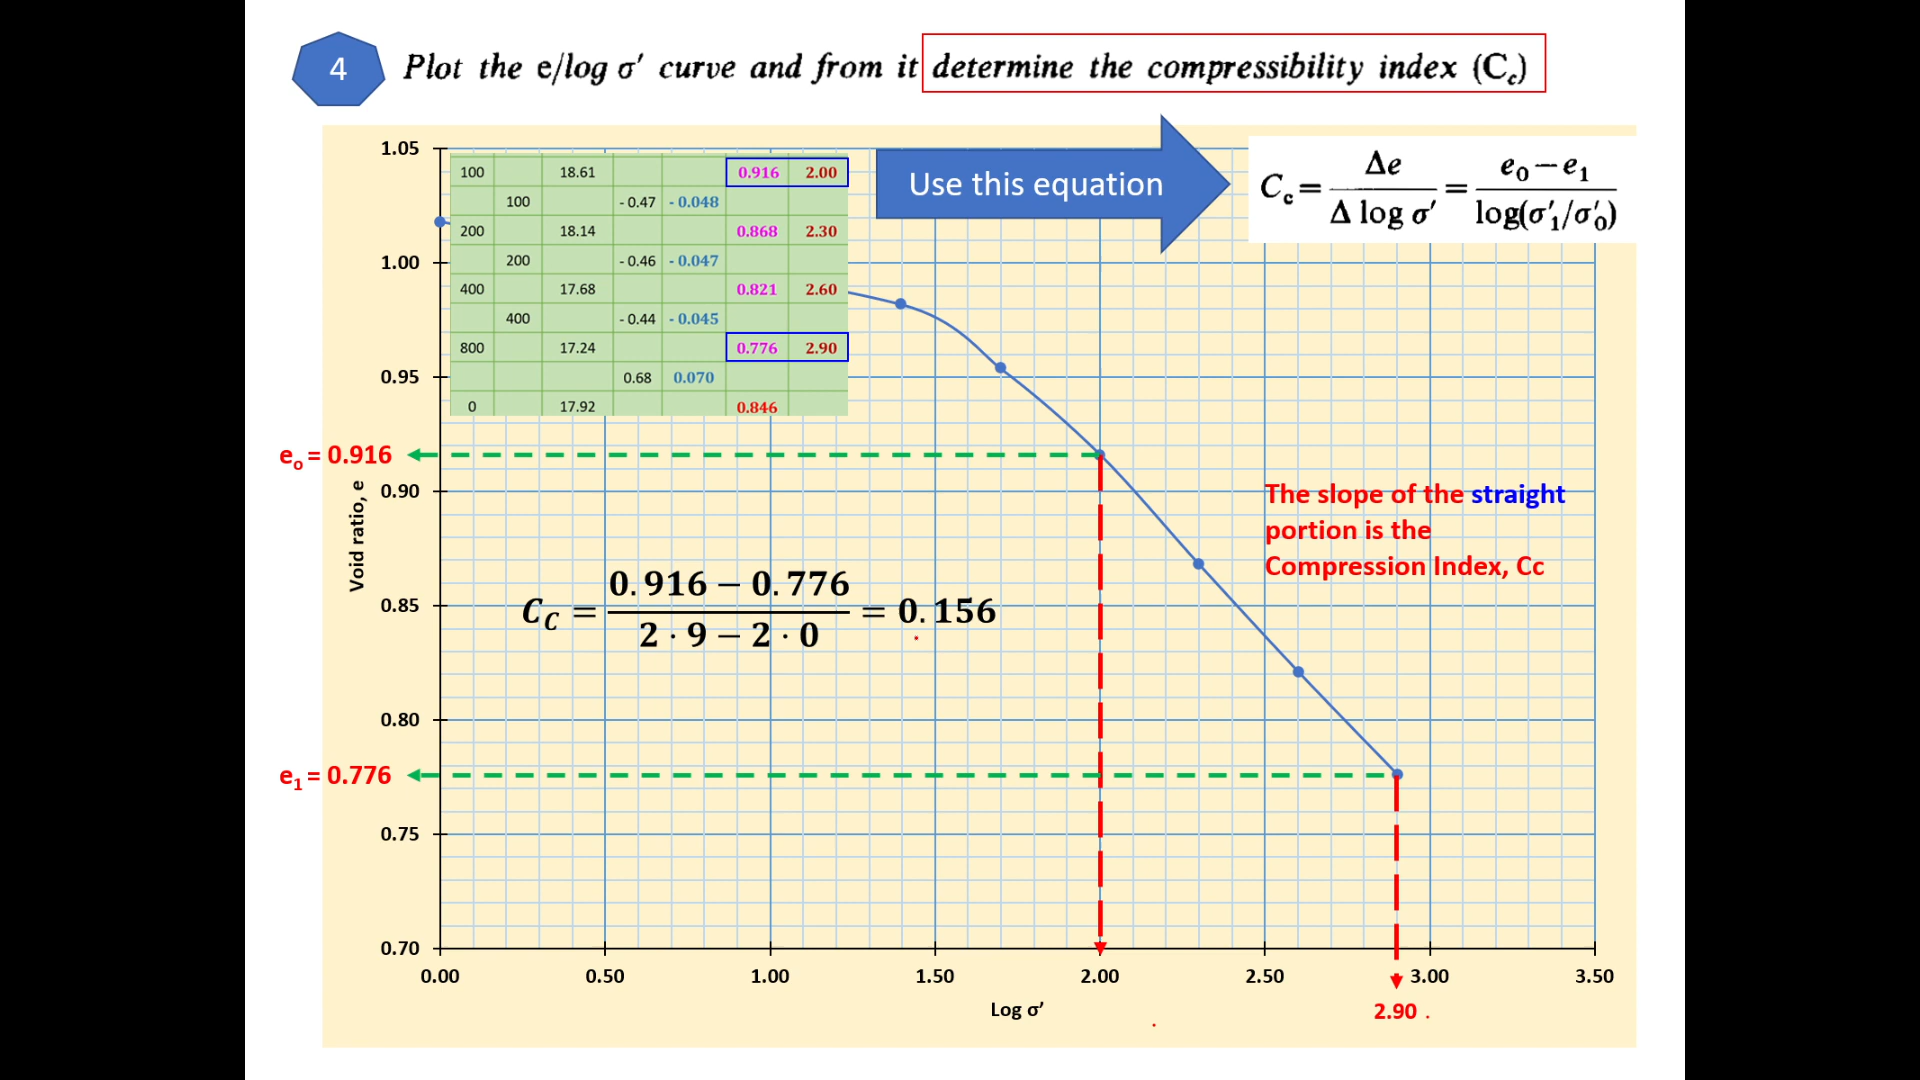 4
Plot the e/log σ′ curve and from it determine the compressibility index (Cc)
1.05
100 18.61 0.916 2.00
100 - 0.47 - 0.048
200 18.14 0.868 2.30
200 - 0.46 - 0.047
400 17.68 0.821 2.60
400 - 0.44 - 0.045
800 17.24 0.776 2.90
0.68 0.070
0 17.92 0.846
Use this equation
Cc = Δe / Δ log σ′ = e₀ − e₁ / log(σ′₁/σ′₀)
1.00
0.95
eo = 0.916
0.90
Void ratio, e
The slope of the straight
portion is the
Compression Index, Cc
CC = 0.916 − 0.776 / 2·9 − 2·0 = 0.156
0.85
0.80
e1 = 0.776
0.75
0.70
0.00 0.50 1.00 1.50 2.00 2.50 3.00 3.50
Log σ′
2.90